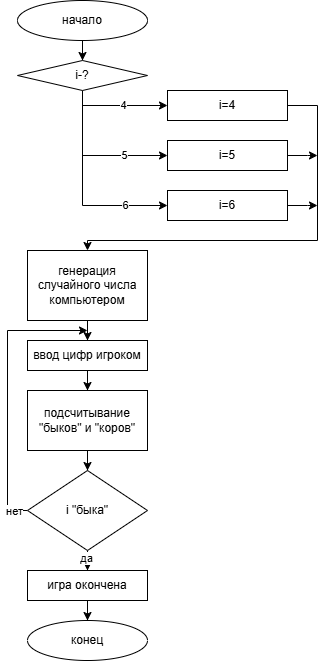 начало
i-?
4
i=4
5
i=5
6
i=6
генерация
случайного числа
компьютером
ввод цифр игроком
подсчитывание
"быков" и "коров"
i "быка"
нет
да
игра окончена
конец